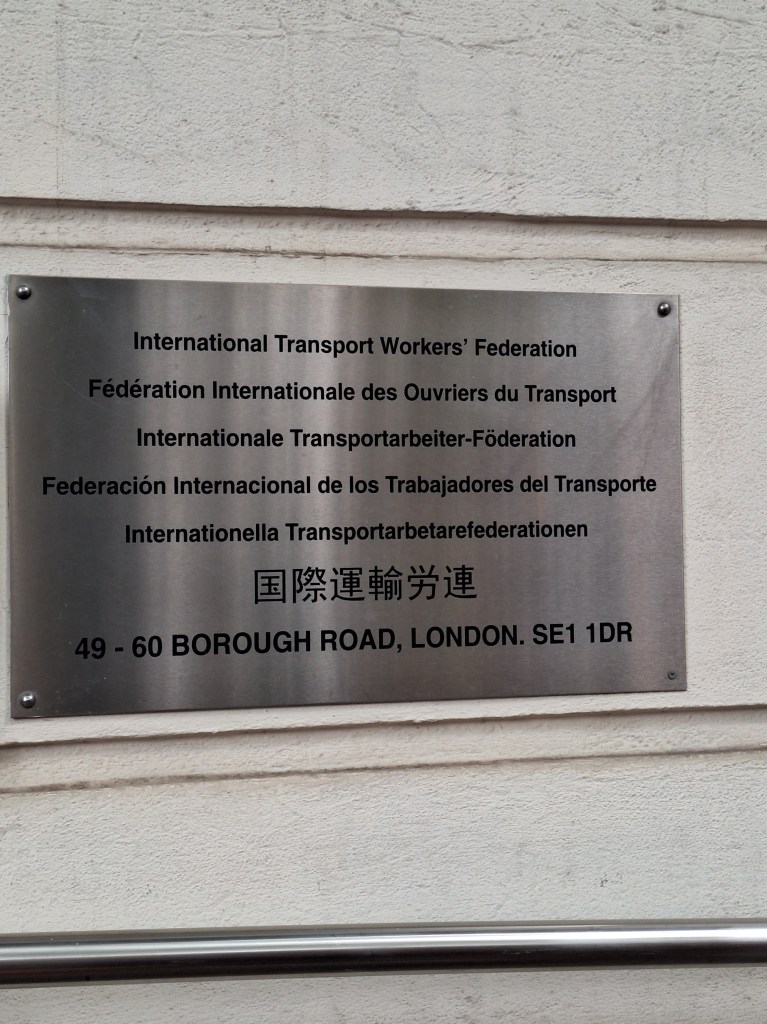 International Transport Workers’ Federation
Fédération Internationale des Ouvriers du Transport
Internationale Transportarbeiter-Föderation
Federación Internacional de los Trabajadores del Transporte
Internationella Transportarbetarefederationen
国際運輸労連
49 - 60 BOROUGH ROAD, LONDON. SE1 1DR